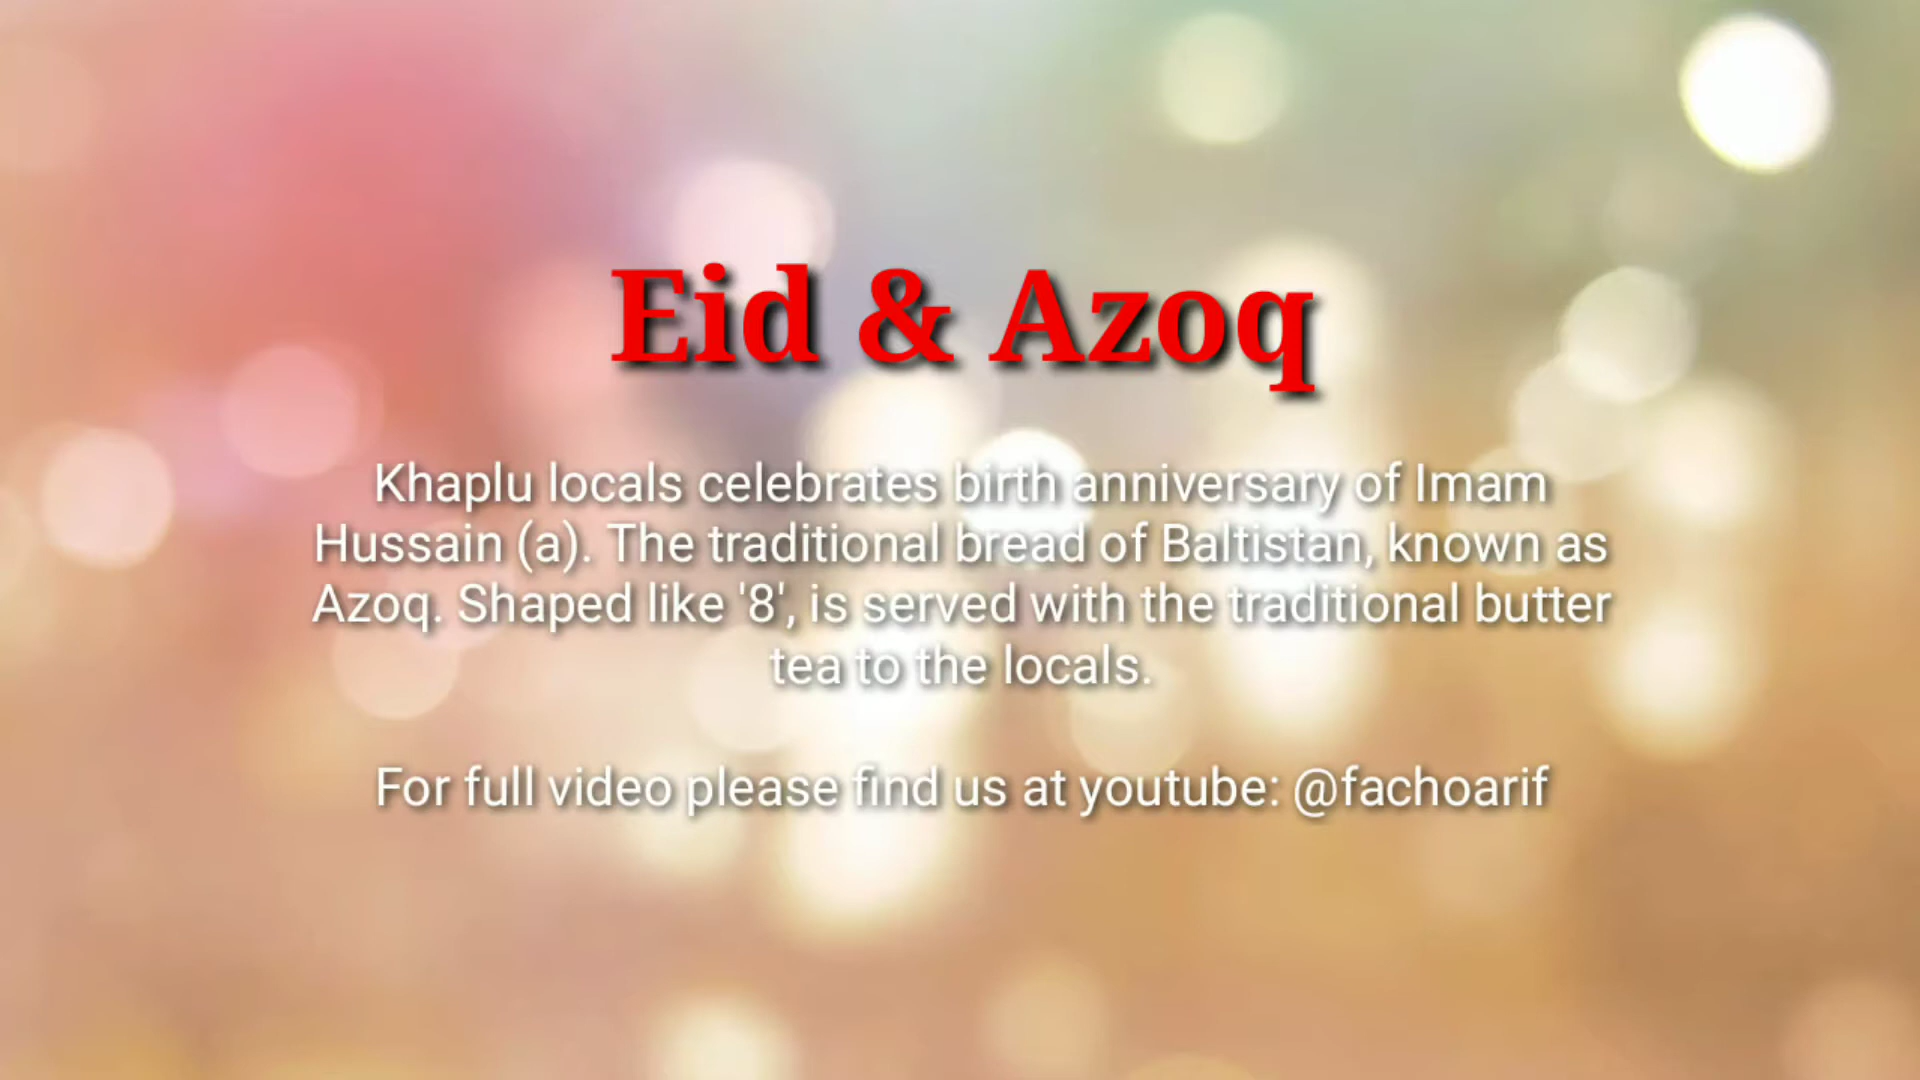 Eid & Azoq
Khaplu locals celebrates birth anniversary of Imam
Hussain (a). The traditional bread of Baltistan, known as
Azoq. Shaped like '8', is served with the traditional butter
tea to the locals.
For full video please find us at youtube: @fachoarif